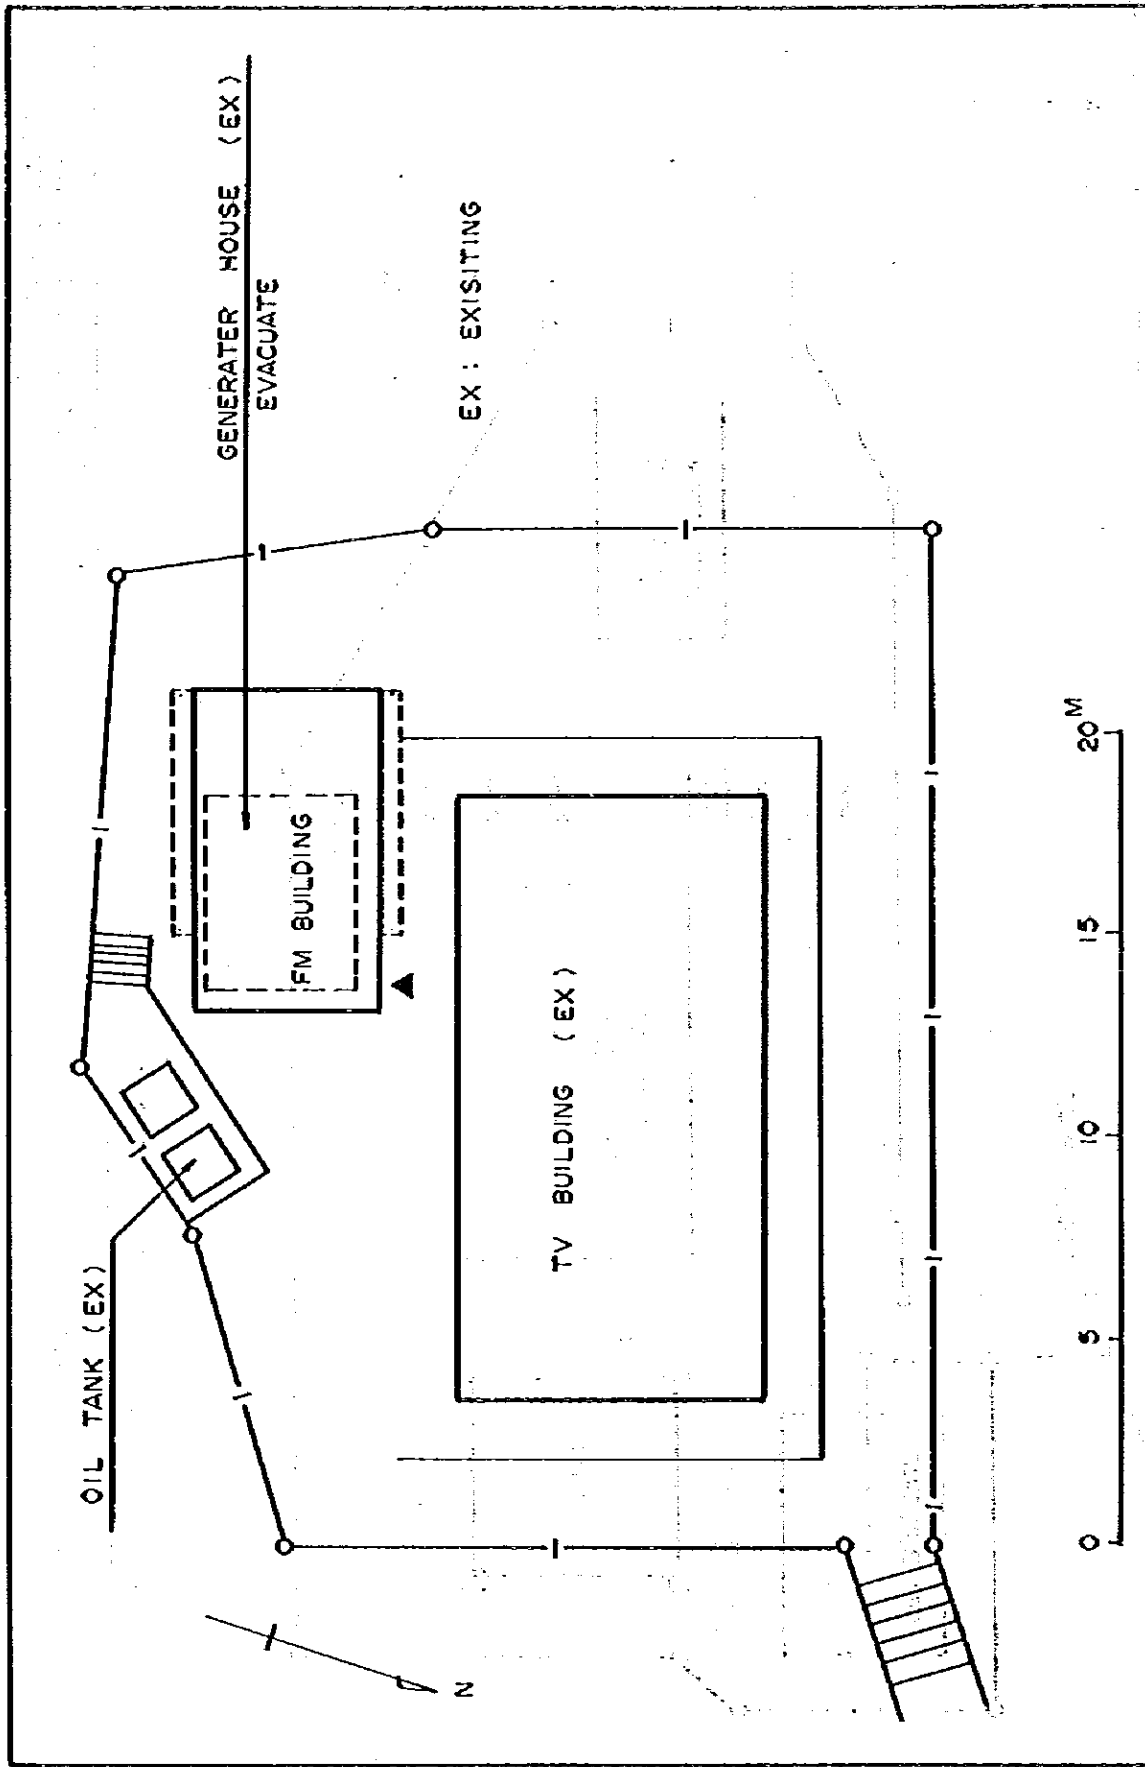 OIL TANK (EX)
GENERATER HOUSE (EX)
EVACUATE
FM BUILDING
EX : EXISITING
TV BUILDING (EX)
N
0 5 10 15 20 M